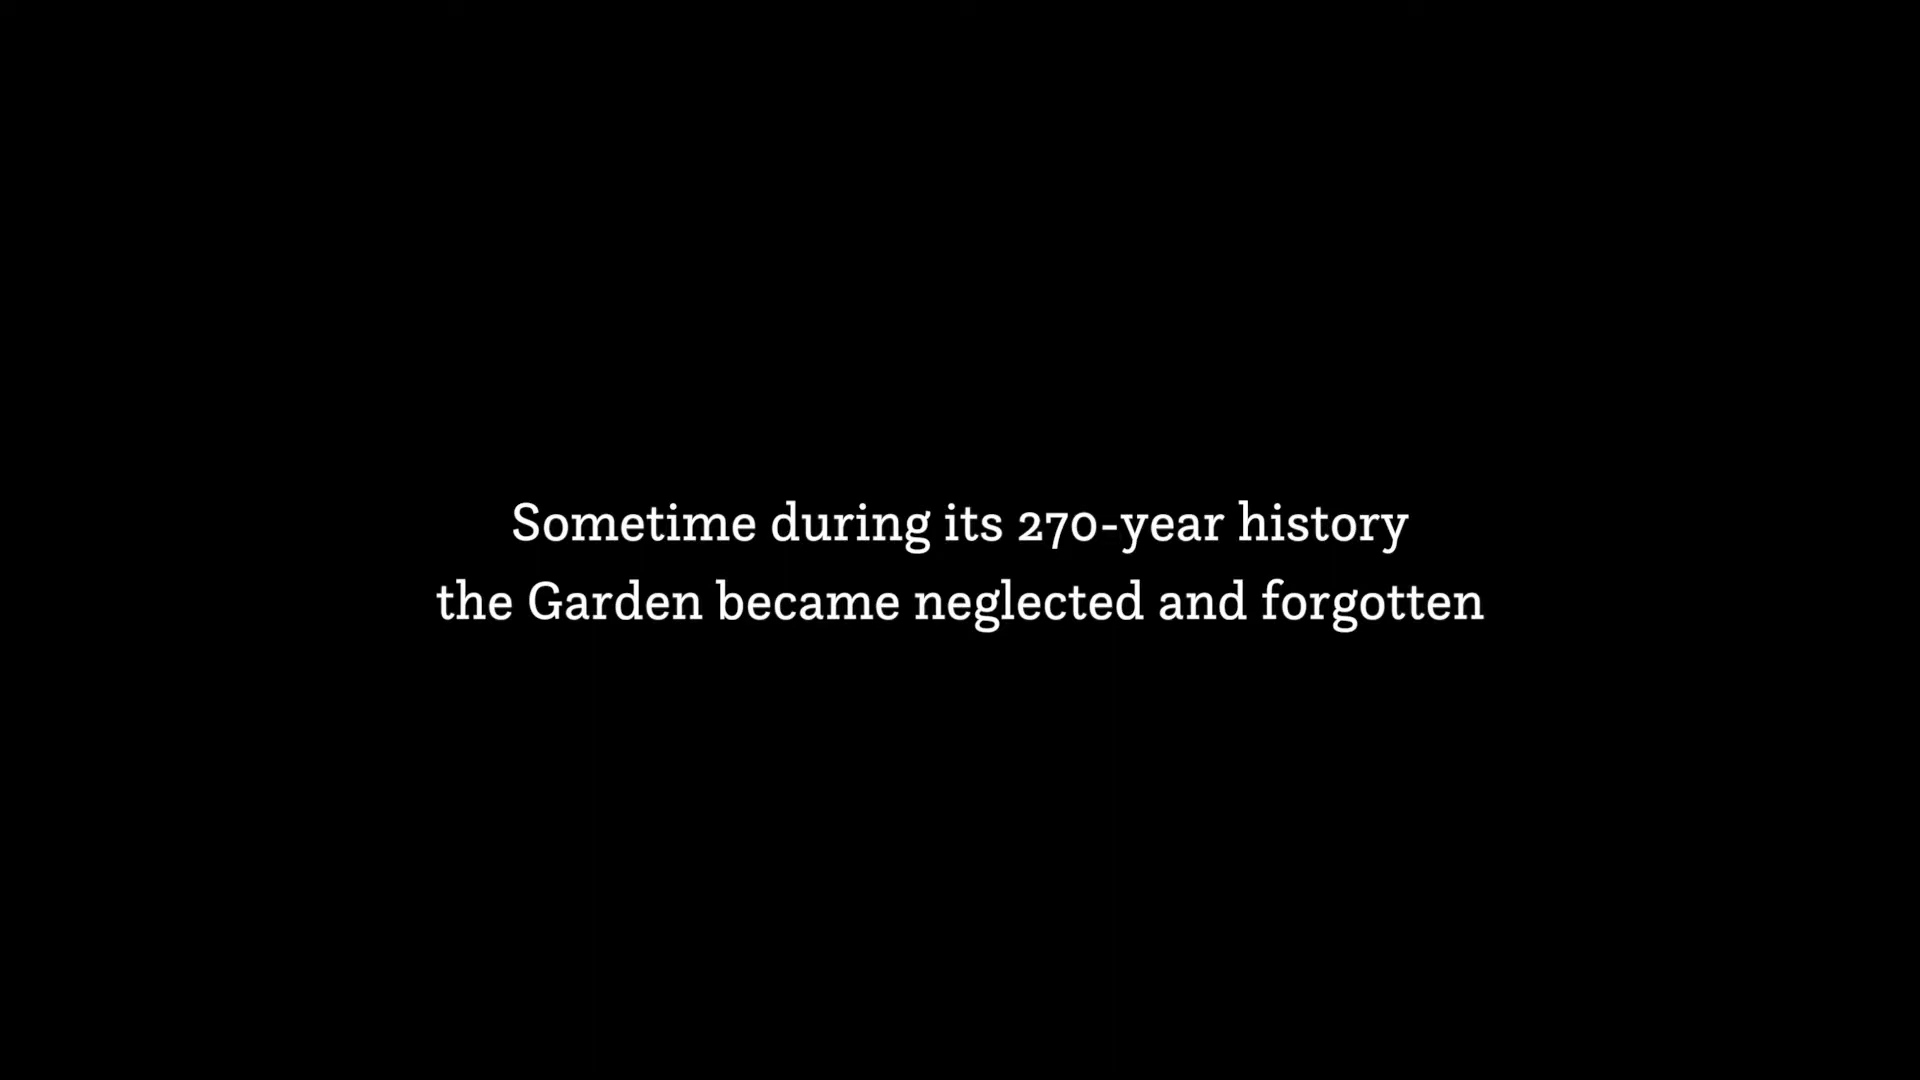 Sometime during its 270-year history
the Garden became neglected and forgotten